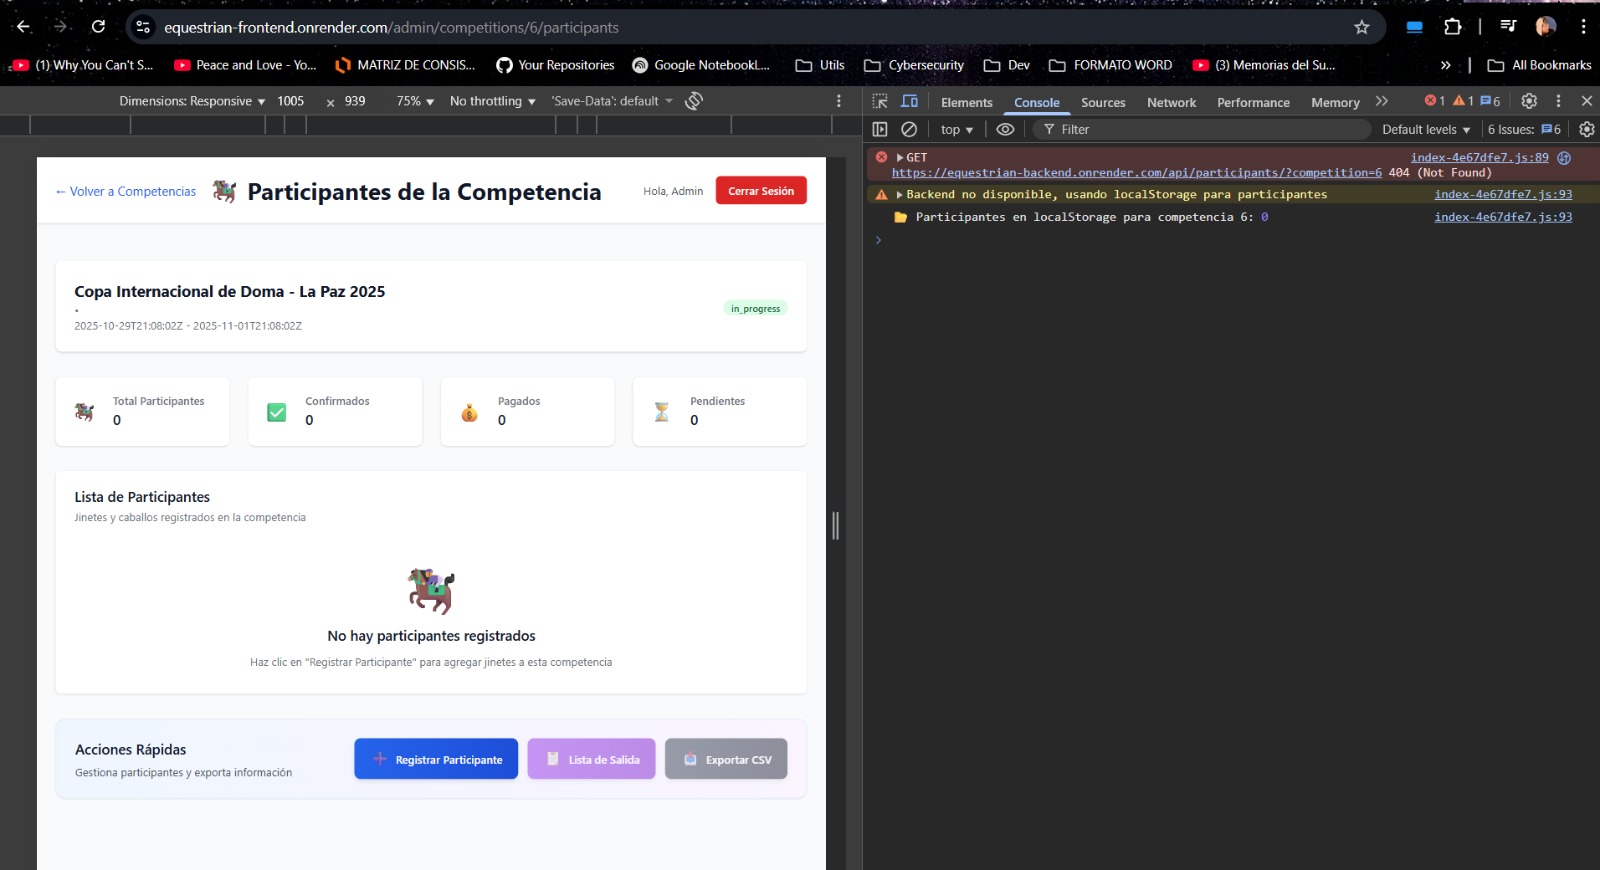 equestrian-frontend.onrender.com/admin/competitions/6/participants
(1) Why You Can't S... Peace and Love - Yo... MATRIZ DE CONSIS... Your Repositories Google NotebookL... Utils Cybersecurity Dev FORMATO WORD (3) Memorias del Su... » All Bookmarks
Dimensions: Responsive 1005 x 939 75% No throttling 'Save-Data': default
Elements Console Sources Network Performance Memory 1 1 6
top Filter Default levels 6 Issues: 6
← Volver a Competencias Participantes de la Competencia Hola, Admin Cerrar Sesión
Copa Internacional de Doma - La Paz 2025
•
in_progress
2025-10-29T21:08:02Z - 2025-11-01T21:08:02Z
Total Participantes
0
Confirmados
0
Pagados
0
Pendientes
0
Lista de Participantes
Jinetes y caballos registrados en la competencia
No hay participantes registrados
Haz clic en "Registrar Participante" para agregar jinetes a esta competencia
Acciones Rápidas
Gestiona participantes y exporta información
Registrar Participante
Lista de Salida
Exportar CSV
GET index-4e67dfe7.js:89
https://equestrian-backend.onrender.com/api/participants/?competition=6 404 (Not Found)
Backend no disponible, usando localStorage para participantes index-4e67dfe7.js:93
Participantes en localStorage para competencia 6: 0 index-4e67dfe7.js:93